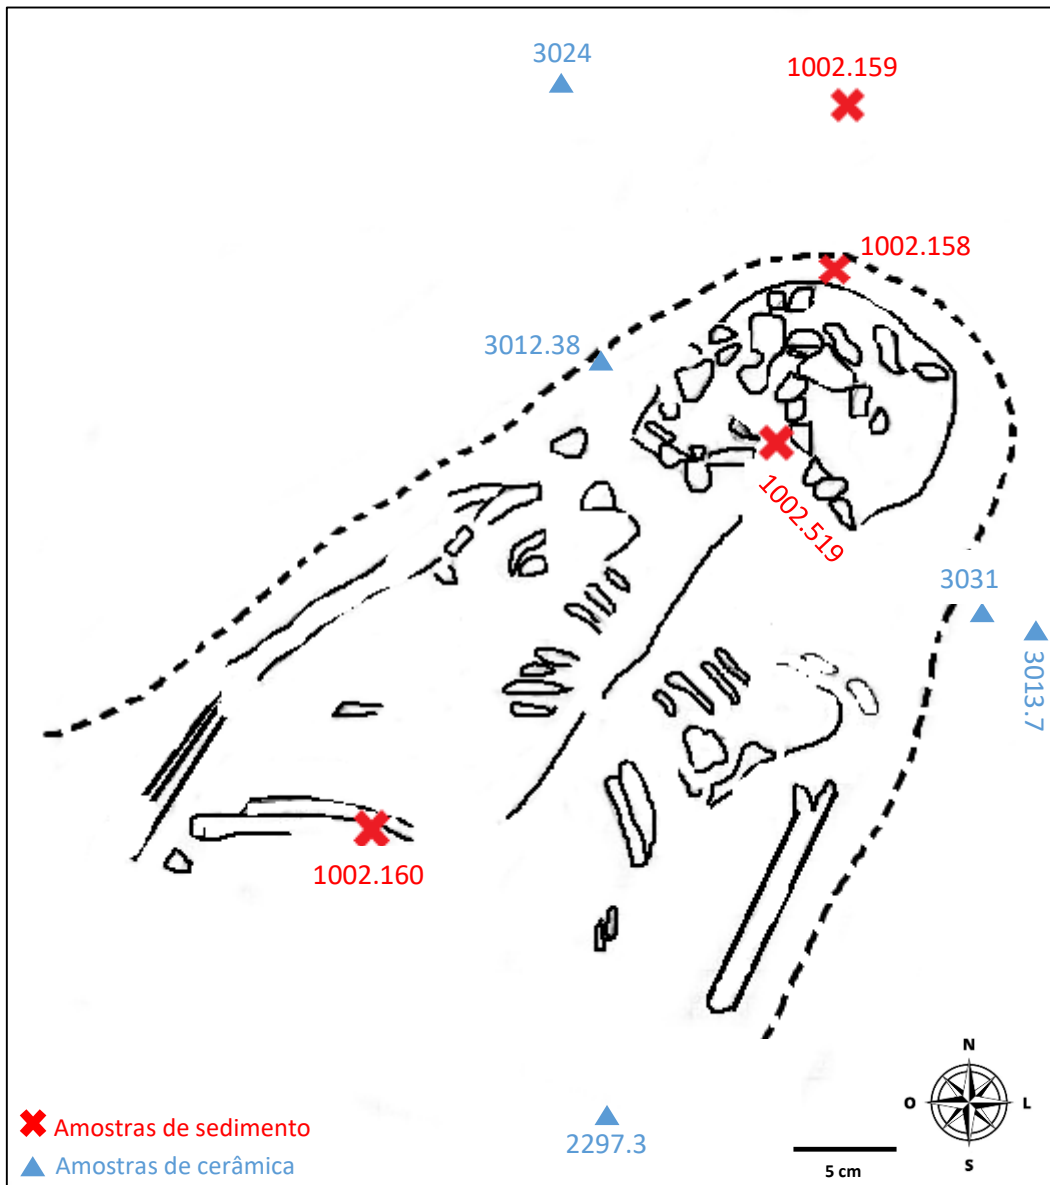 3024
1002.159
1002.158
3012.38
1002.519
3031
3013.7
1002.160
2297.3
N
O
L
S
5 cm
Amostras de sedimento
Amostras de cerâmica